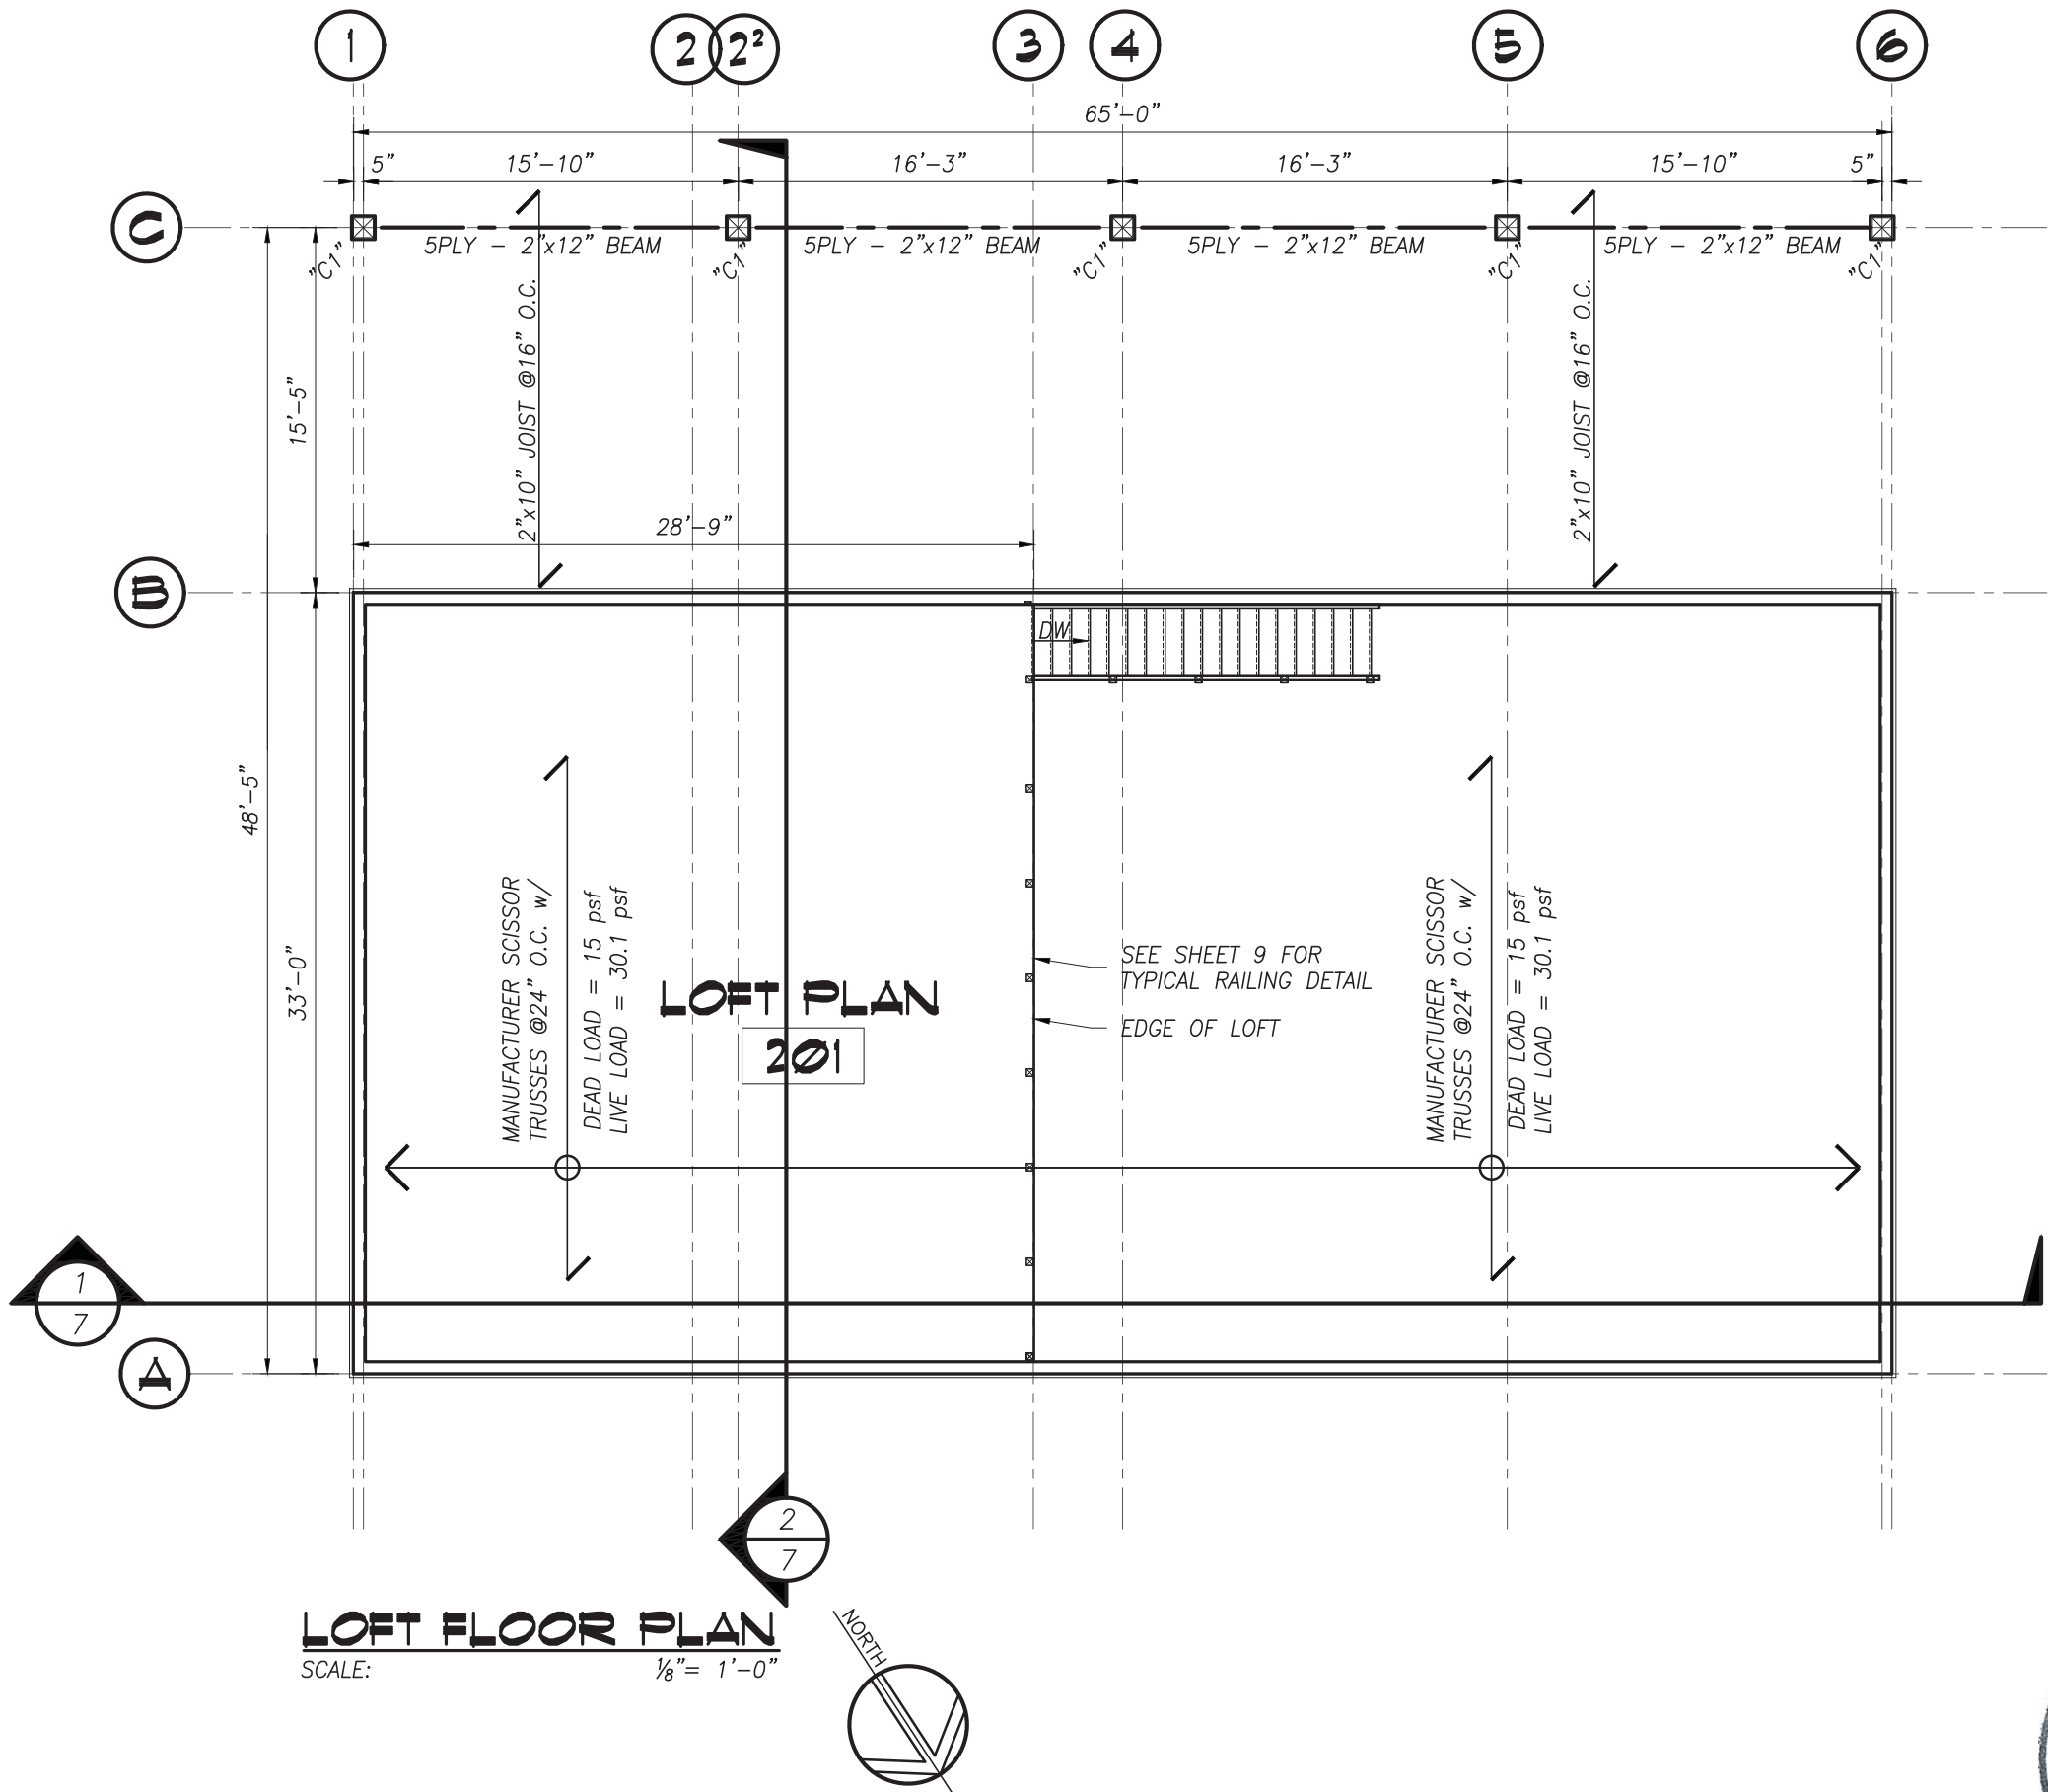 1 2 2² 3 4 5 6
65'-0"
5" 15'-10" 16'-3" 16'-3" 15'-10" 5"
C
5PLY - 2"x12" BEAM 5PLY - 2"x12" BEAM 5PLY - 2"x12" BEAM 5PLY - 2"x12" BEAM
"C1" "C1" "C1" "C1" "C1"
2"x10" JOIST @16" O.C.
2"x10" JOIST @16" O.C.
15'-5"
28'-9"
B
DW
48'-5"
33'-0"
MANUFACTURER SCISSOR
TRUSSES @24" O.C. w/
DEAD LOAD = 15 psf
LIVE LOAD = 30.1 psf
LOFT PLAN
201
SEE SHEET 9 FOR
TYPICAL RAILING DETAIL
EDGE OF LOFT
MANUFACTURER SCISSOR
TRUSSES @24" O.C. w/
DEAD LOAD = 15 psf
LIVE LOAD = 30.1 psf
1
7
A
2
7
LOFT FLOOR PLAN
SCALE: ⅛"= 1'-0"
NORTH